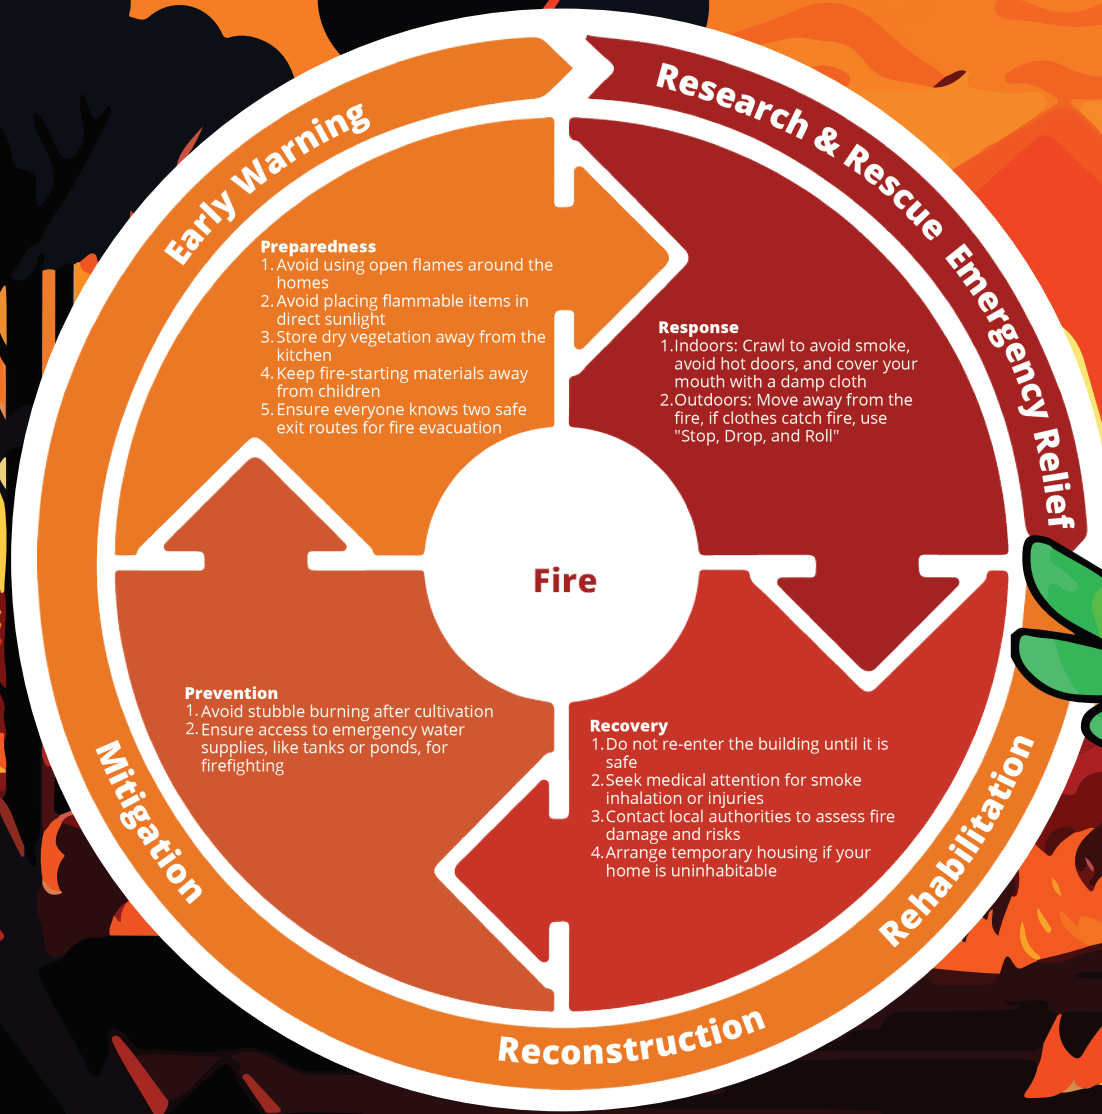 Early Warning
Research & Rescue
Emergency Relief
Preparedness
1. Avoid using open flames around the
homes
2. Avoid placing flammable items in
direct sunlight
3. Store dry vegetation away from the
kitchen
4. Keep fire-starting materials away
from children
5. Ensure everyone knows two safe
exit routes for fire evacuation
Response
1. Indoors: Crawl to avoid smoke,
avoid hot doors, and cover your
mouth with a damp cloth
2. Outdoors: Move away from the
fire, if clothes catch fire, use
"Stop, Drop, and Roll"
Fire
Prevention
1. Avoid stubble burning after cultivation
2. Ensure access to emergency water
supplies, like tanks or ponds, for
firefighting
Recovery
1. Do not re-enter the building until it is
safe
2. Seek medical attention for smoke
inhalation or injuries
3. Contact local authorities to assess fire
damage and risks
4. Arrange temporary housing if your
home is uninhabitable
Mitigation
Rehabilitation
Reconstruction